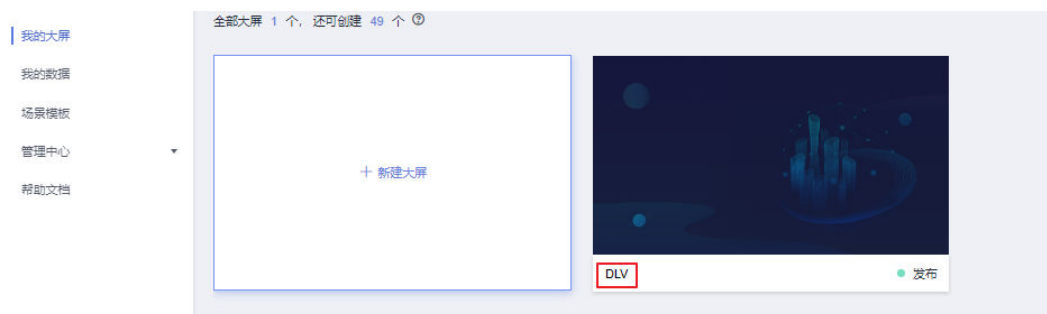 我的大屏
我的数据
场景模板
管理中心
帮助文档
全部大屏 1 个，还可创建 49 个 ?
+ 新建大屏
DLV
发布